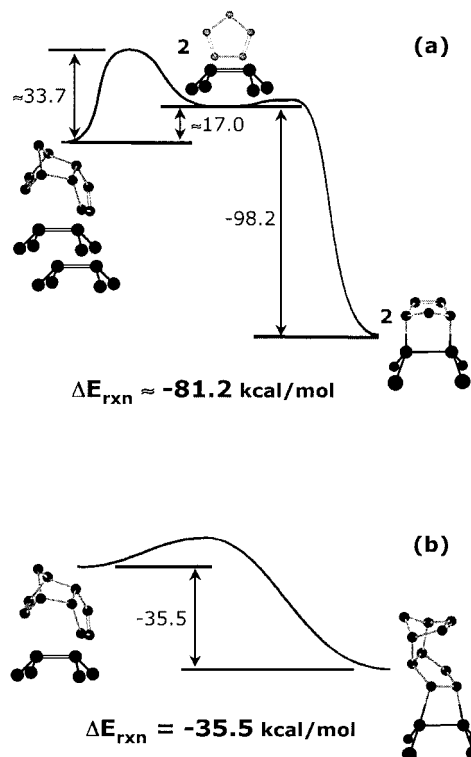 2
(a)
≈33.7
≈17.0
-98.2
2
ΔE_rxn ≈ -81.2 kcal/mol
(b)
-35.5
ΔE_rxn = -35.5 kcal/mol